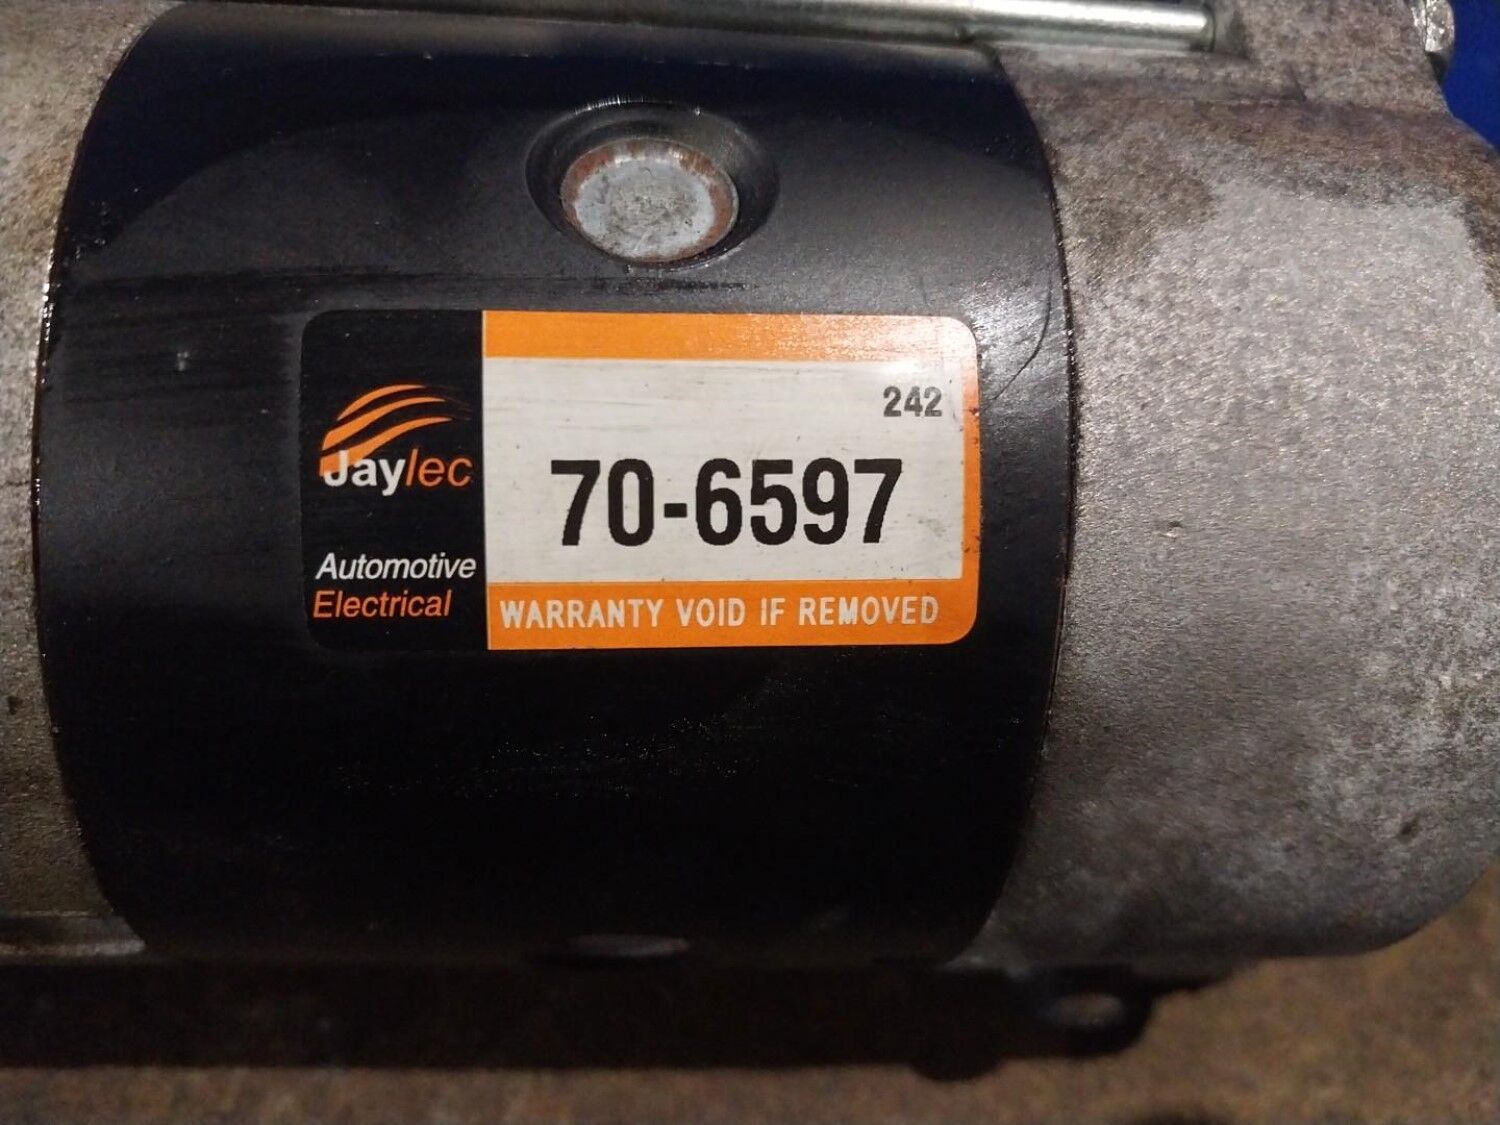 242
Jaylec
70-6597
Automotive
Electrical
WARRANTY VOID IF REMOVED